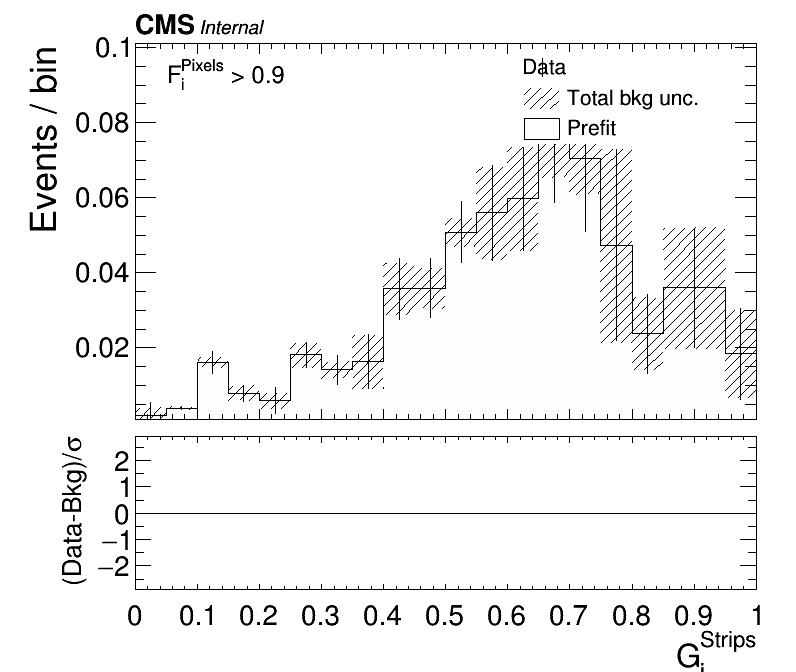 CMS Internal
0.1
F_i^Pixels > 0.9
Data
Total bkg unc.
Prefit
0.08
0.06
0.04
0.02
Events / bin
2
1
0
−1
−2
(Data-Bkg)/σ
0 0.1 0.2 0.3 0.4 0.5 0.6 0.7 0.8 0.9 1
G_i^Strips